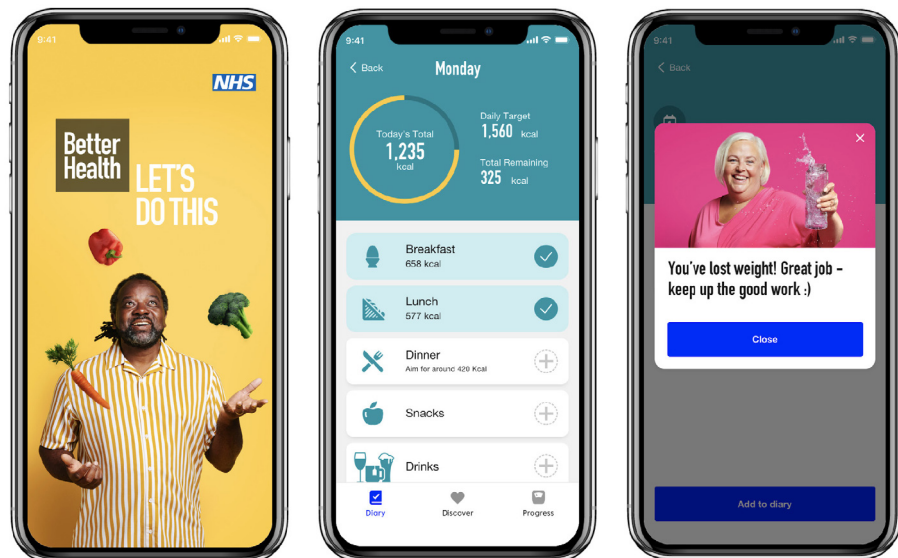 9:41
NHS
Better
Health
LET'S
DO THIS
9:41
Back
Monday
Today's Total
1,235
kcal
Daily Target
1,560 kcal
Total Remaining
325 kcal
Breakfast
658 kcal
Lunch
577 kcal
Dinner
Aim for around 420 Kcal
Snacks
Drinks
Diary
Discover
Progress
9:41
Back
You've lost weight! Great job –
keep up the good work :)
Close
Add to diary